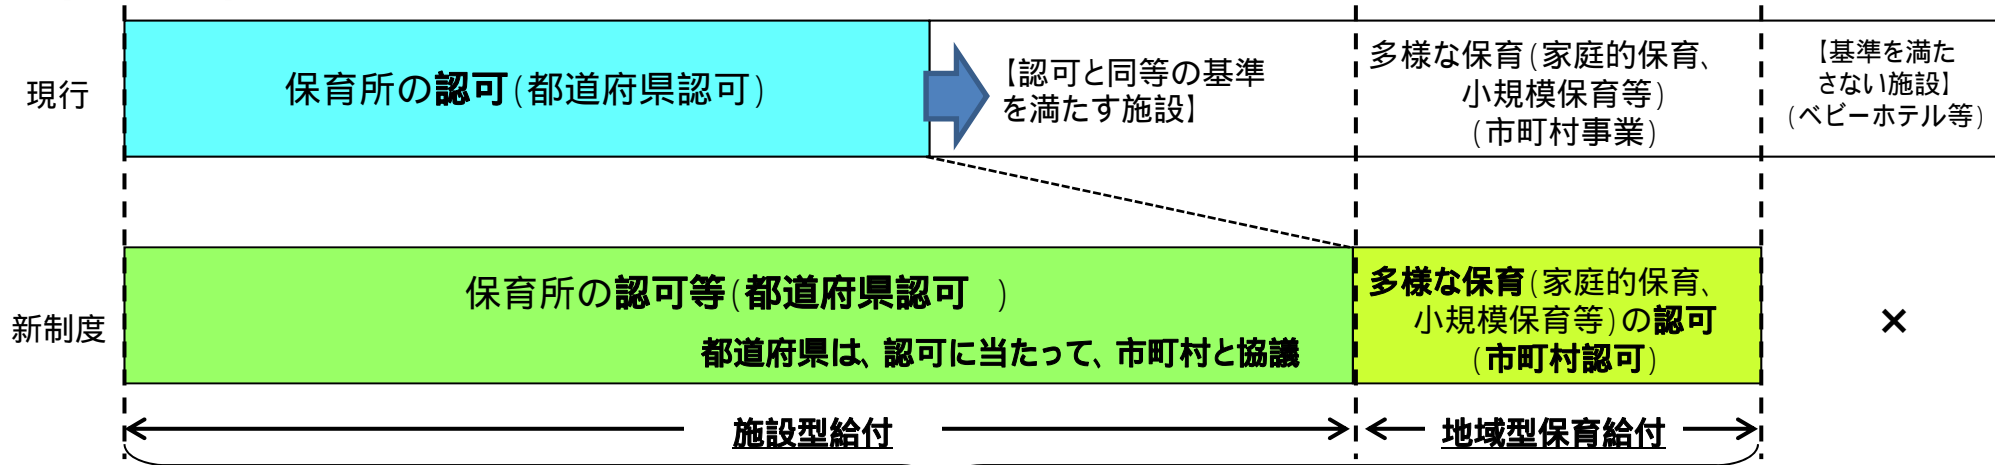 現行
保育所の認可(都道府県認可)
【認可と同等の基準
を満たす施設】
多様な保育(家庭的保育、
小規模保育等)
(市町村事業)
【基準を満た
さない施設】
(ベビーホテル等)
新制度
保育所の認可等(都道府県認可　)
都道府県は、認可に当たって、市町村と協議
多様な保育(家庭的保育、
小規模保育等)の認可
(市町村認可)
×
施設型給付
地域型保育給付